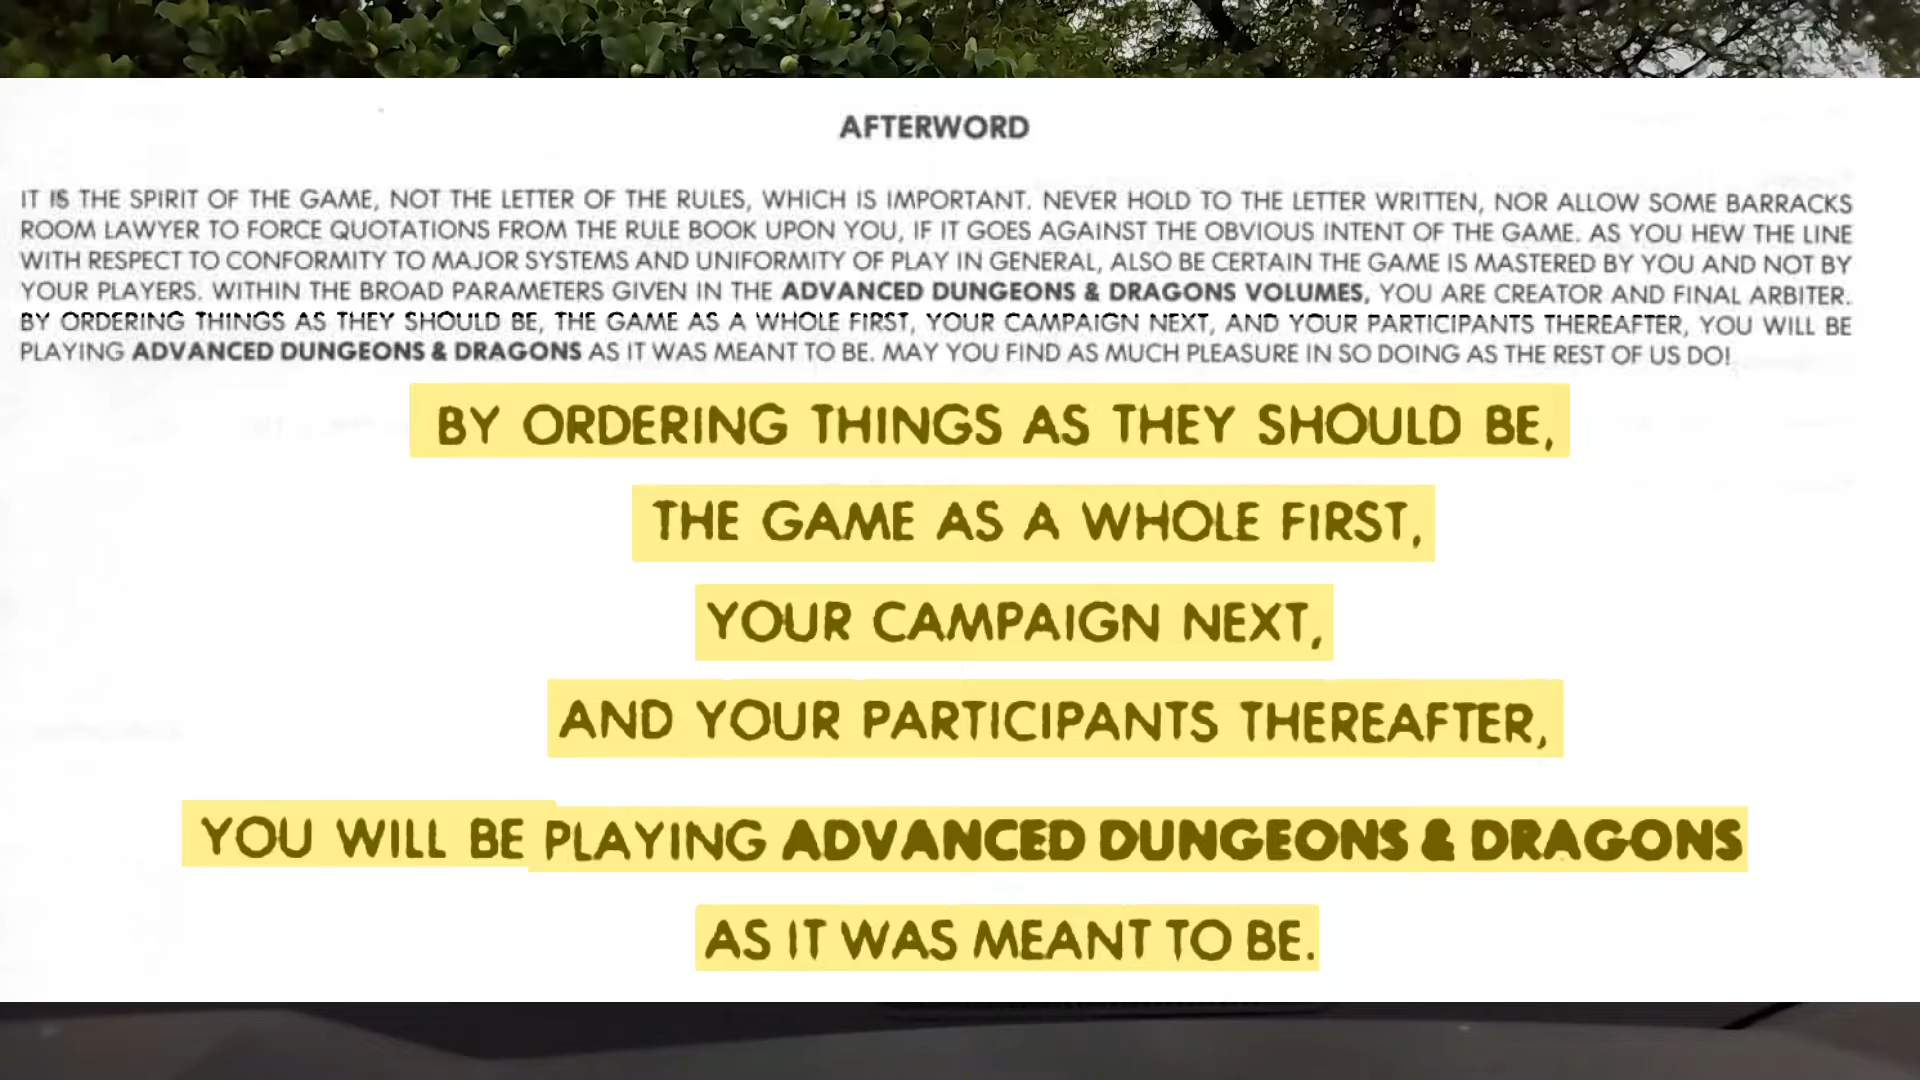 AFTERWORD
IT IS THE SPIRIT OF THE GAME, NOT THE LETTER OF THE RULES, WHICH IS IMPORTANT. NEVER HOLD TO THE LETTER WRITTEN, NOR ALLOW SOME BARRACKS
ROOM LAWYER TO FORCE QUOTATIONS FROM THE RULE BOOK UPON YOU, IF IT GOES AGAINST THE OBVIOUS INTENT OF THE GAME. AS YOU HEW THE LINE
WITH RESPECT TO CONFORMITY TO MAJOR SYSTEMS AND UNIFORMITY OF PLAY IN GENERAL, ALSO BE CERTAIN THE GAME IS MASTERED BY YOU AND NOT BY
YOUR PLAYERS. WITHIN THE BROAD PARAMETERS GIVEN IN THE ADVANCED DUNGEONS & DRAGONS VOLUMES, YOU ARE CREATOR AND FINAL ARBITER.
BY ORDERING THINGS AS THEY SHOULD BE, THE GAME AS A WHOLE FIRST, YOUR CAMPAIGN NEXT, AND YOUR PARTICIPANTS THEREAFTER, YOU WILL BE
PLAYING ADVANCED DUNGEONS & DRAGONS AS IT WAS MEANT TO BE. MAY YOU FIND AS MUCH PLEASURE IN SO DOING AS THE REST OF US DO!
BY ORDERING THINGS AS THEY SHOULD BE,
THE GAME AS A WHOLE FIRST,
YOUR CAMPAIGN NEXT,
AND YOUR PARTICIPANTS THEREAFTER,
YOU WILL BE PLAYING ADVANCED DUNGEONS & DRAGONS
AS IT WAS MEANT TO BE.